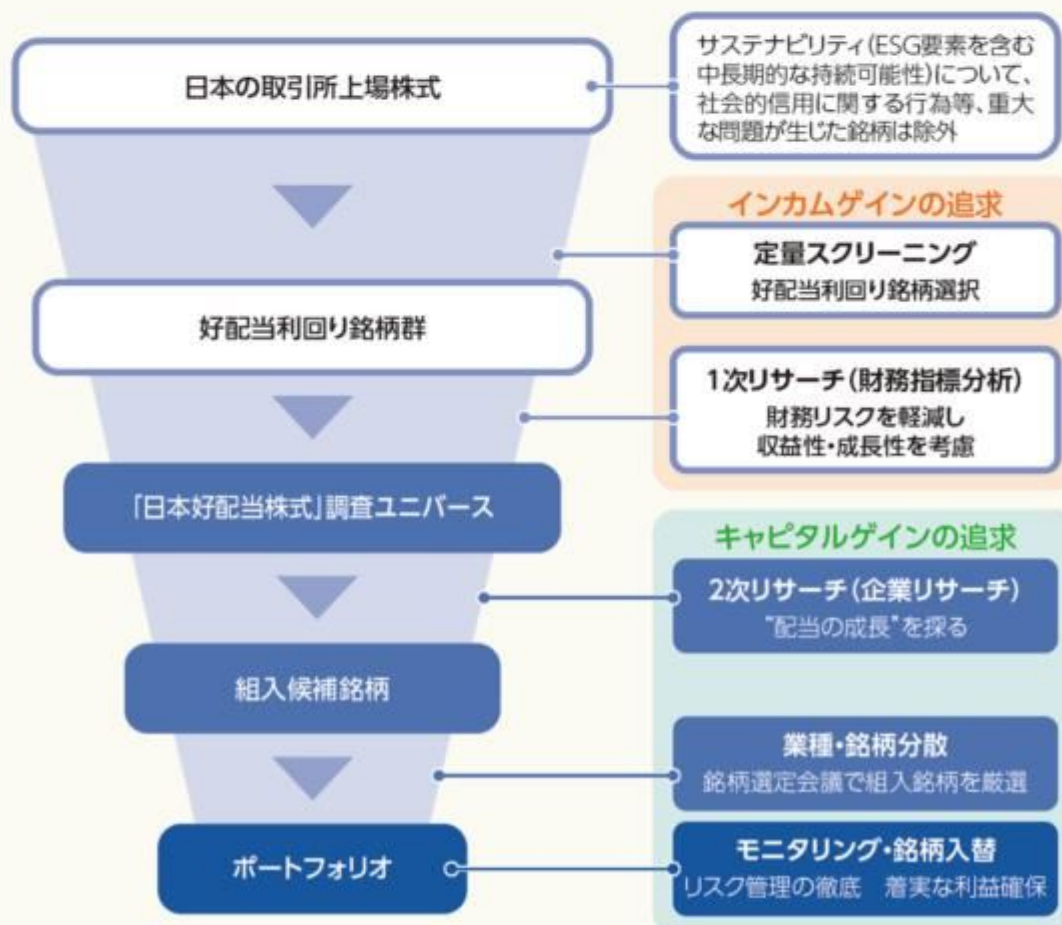 日本の取引所上場株式
サステナビリティ(ESG要素を含む
中長期的な持続可能性)について、
社会的信用に関する行為等、重大
な問題が生じた銘柄は除外
インカムゲインの追求
定量スクリーニング
好配当利回り銘柄選択
好配当利回り銘柄群
1次リサーチ(財務指標分析)
財務リスクを軽減し
収益性・成長性を考慮
「日本好配当株式」調査ユニバース
キャピタルゲインの追求
2次リサーチ(企業リサーチ)
"配当の成長"を探る
組入候補銘柄
業種・銘柄分散
銘柄選定会議で組入銘柄を厳選
ポートフォリオ
モニタリング・銘柄入替
リスク管理の徹底　着実な利益確保